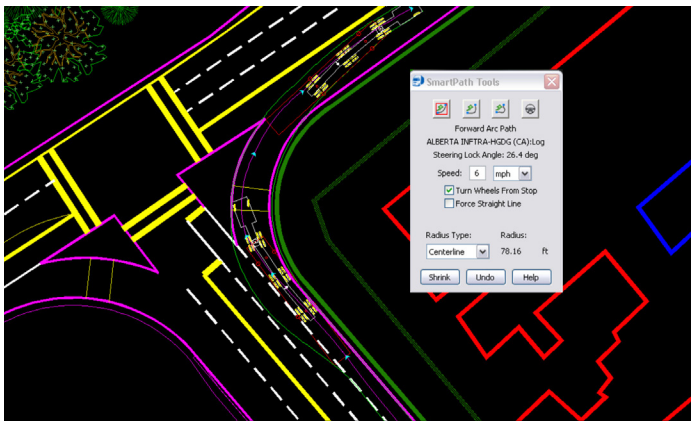 SmartPath Tools
Forward Arc Path
ALBERTA INFTRA-HGDG (CA):Log
Steering Lock Angle: 26.4 deg
Speed: 6 mph
Turn Wheels From Stop
Force Straight Line
Radius Type: Radius:
Centerline 78.16 ft
Shrink Undo Help